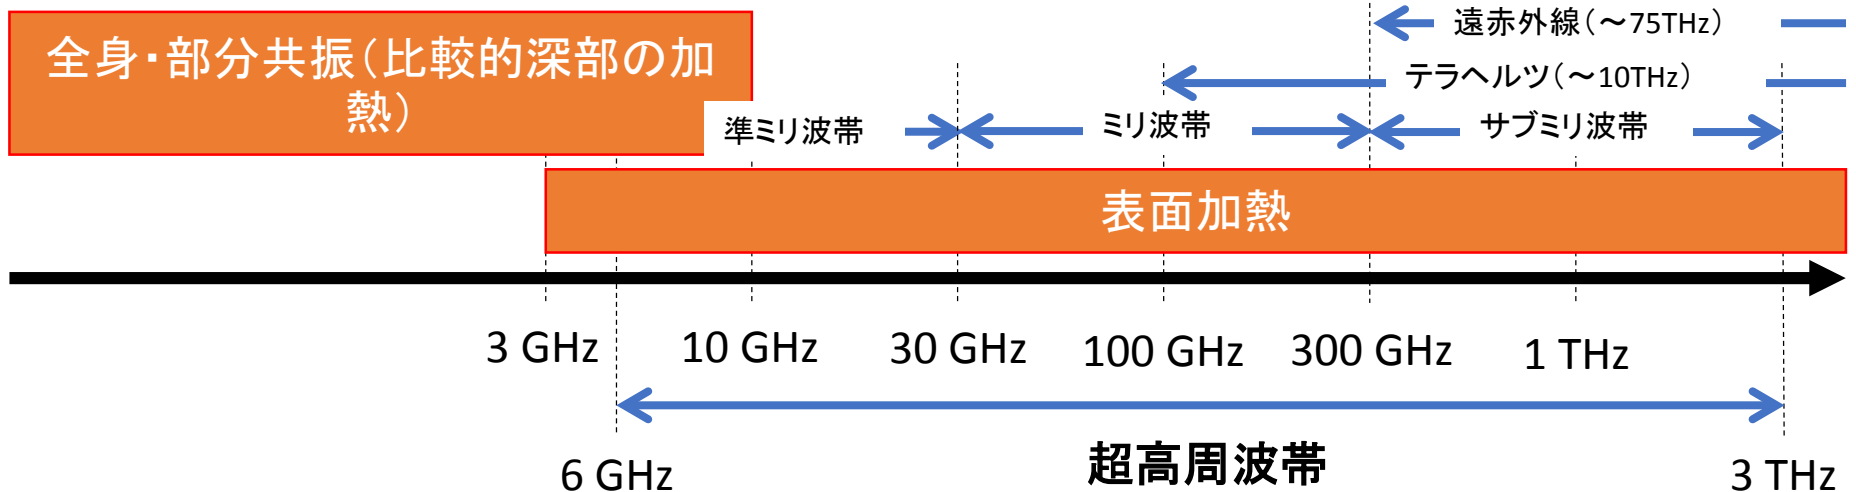 全身・部分共振（比較的深部の加
熱）
遠赤外線（～75THz）
テラヘルツ（～10THz）
準ミリ波帯
ミリ波帯
サブミリ波帯
表面加熱
3 GHz
10 GHz
30 GHz
100 GHz
300 GHz
1 THz
6 GHz
超高周波帯
3 THz